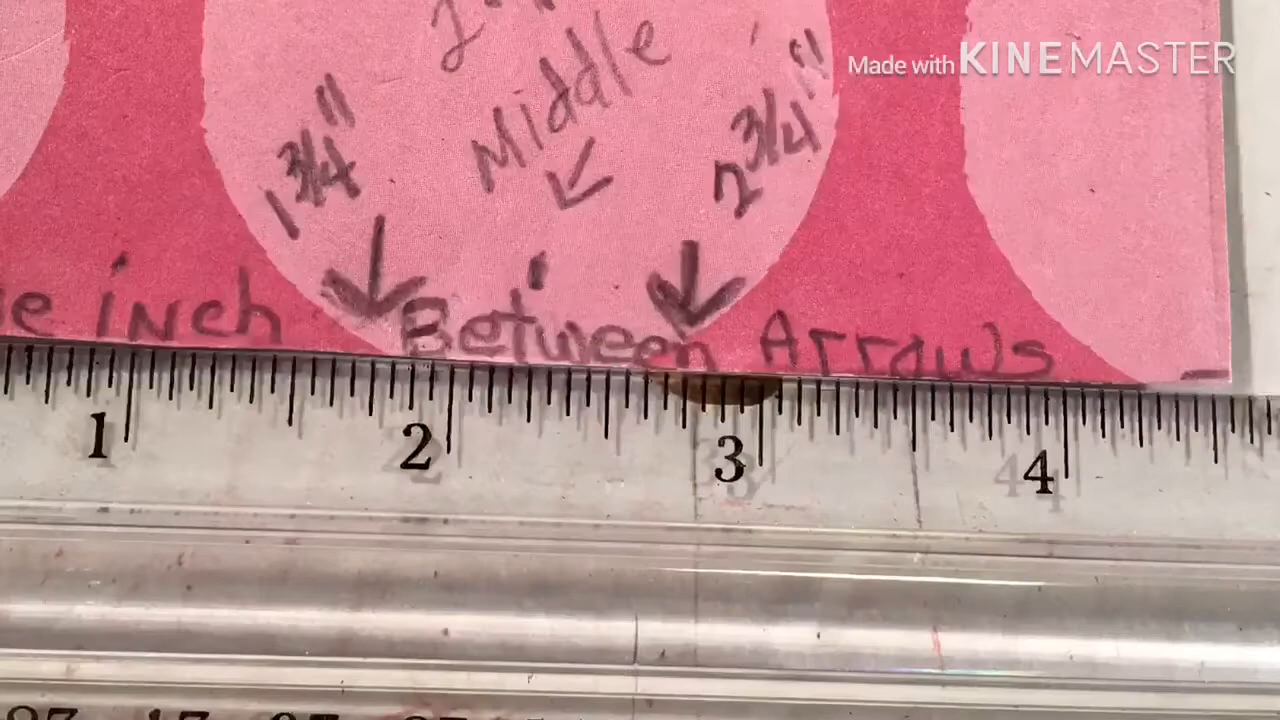 Made with KINEMASTER
Middle
1 3/4"
2 3/4"
inch Between Arrows
1 2 3 4